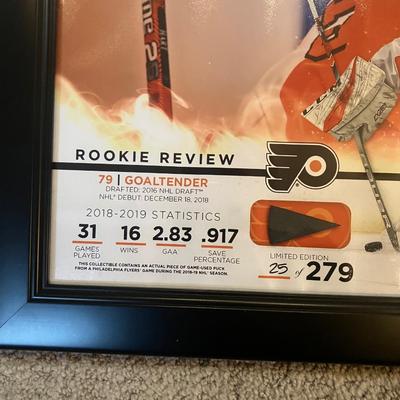 ROOKIE REVIEW
79 | GOALTENDER
DRAFTED: 2016 NHL DRAFT™
NHL® DEBUT: DECEMBER 18, 2018
2018-2019 STATISTICS
31 16 2.83 .917
GAMES PLAYED WINS GAA SAVE PERCENTAGE
LIMITED EDITION
25 of 279
THIS COLLECTIBLE CONTAINS AN ACTUAL PIECE OF GAME-USED PUCK
FROM A PHILADELPHIA FLYERS® GAME DURING THE 2018-19 NHL® SEASON.